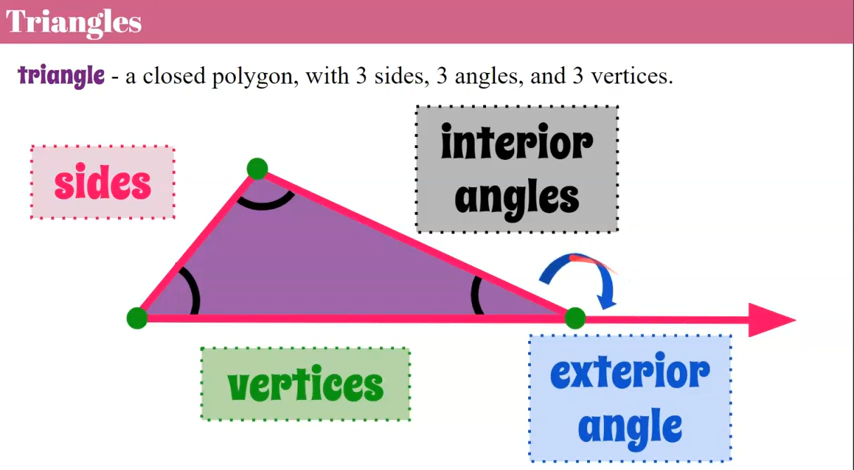 Triangles
triangle - a closed polygon, with 3 sides, 3 angles, and 3 vertices.
sides
interior
angles
vertices
exterior
angle